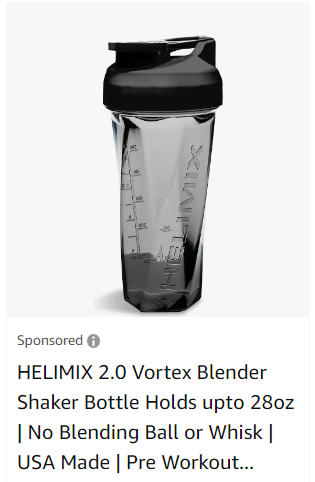 HELIMIX
Sponsored
HELIMIX 2.0 Vortex Blender
Shaker Bottle Holds upto 28oz
| No Blending Ball or Whisk |
USA Made | Pre Workout...